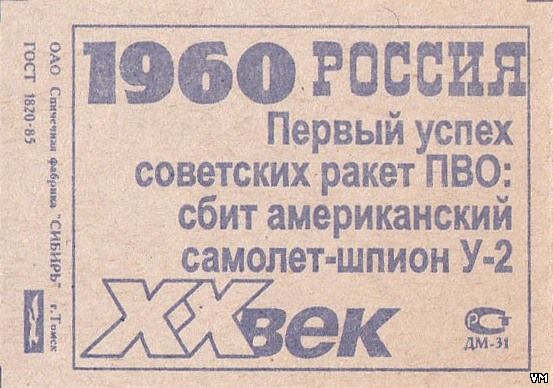 1960 РОССИЯ
Первый успех
советских ракет ПВО:
сбит американский
самолет-шпион У-2
XX век
РСТ
ДМ-31
ОАО Спичечная фабрика "СИБИРЬ" г.Томск
ГОСТ 1820-85
VM